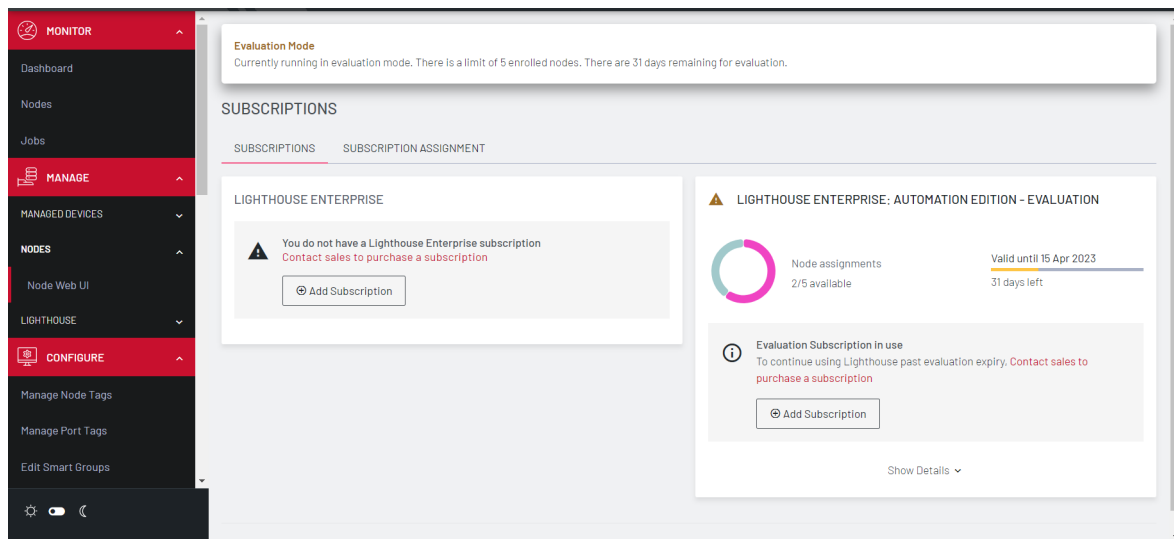 MONITOR
Dashboard
Nodes
Jobs
MANAGE
MANAGED DEVICES
NODES
Node Web UI
LIGHTHOUSE
CONFIGURE
Manage Node Tags
Manage Port Tags
Edit Smart Groups
Evaluation Mode
Currently running in evaluation mode. There is a limit of 5 enrolled nodes. There are 31 days remaining for evaluation.
SUBSCRIPTIONS
SUBSCRIPTIONS SUBSCRIPTION ASSIGNMENT
LIGHTHOUSE ENTERPRISE
You do not have a Lighthouse Enterprise subscription
Contact sales to purchase a subscription
Add Subscription
LIGHTHOUSE ENTERPRISE: AUTOMATION EDITION - EVALUATION
Node assignments
2/5 available
Valid until 15 Apr 2023
31 days left
Evaluation Subscription in use
To continue using Lighthouse past evaluation expiry. Contact sales to
purchase a subscription
Add Subscription
Show Details